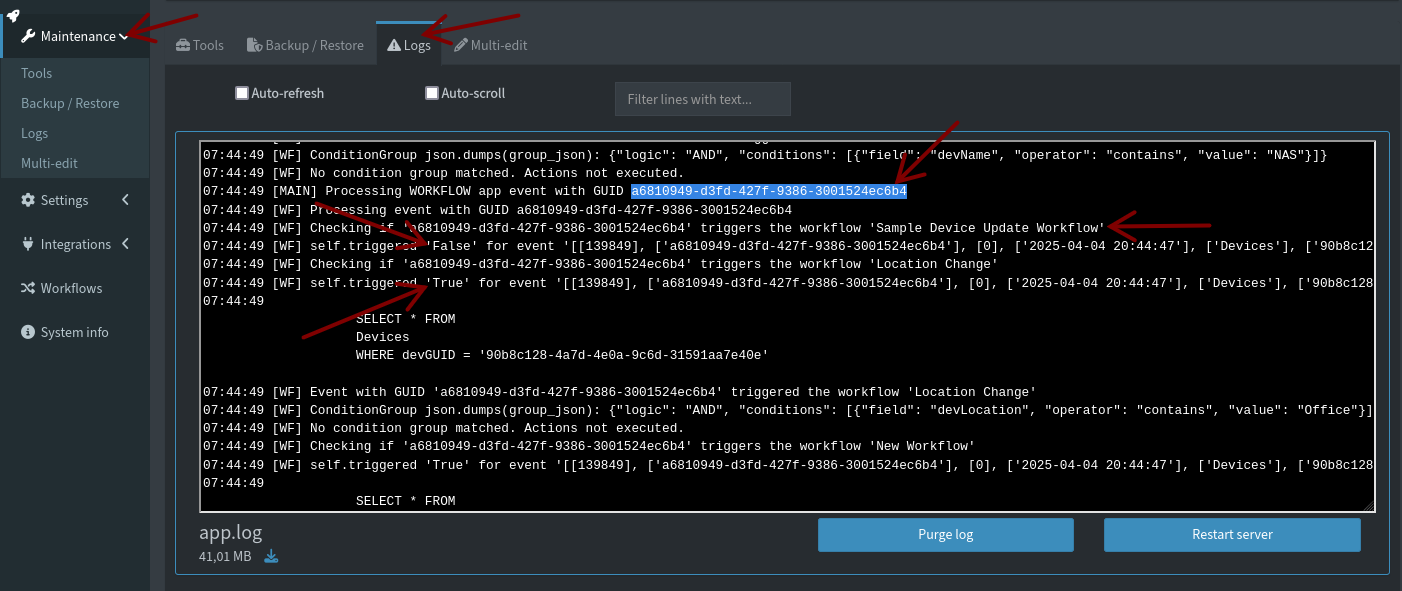 Maintenance
Tools
Backup / Restore
Logs
Multi-edit
Settings
Integrations
Workflows
System info
Tools
Backup / Restore
Logs
Multi-edit
Auto-refresh
Auto-scroll
Filter lines with text...
07:44:49 [WF] ConditionGroup json.dumps(group_json): {"logic": "AND", "conditions": [{"field": "devName", "operator": "contains", "value": "NAS"}]}
07:44:49 [WF] No condition group matched. Actions not executed.
07:44:49 [MAIN] Processing WORKFLOW app event with GUID a6810949-d3fd-427f-9386-3001524ec6b4
07:44:49 [WF] Processing event with GUID a6810949-d3fd-427f-9386-3001524ec6b4
07:44:49 [WF] Checking if 'a6810949-d3fd-427f-9386-3001524ec6b4' triggers the workflow 'Sample Device Update Workflow'
07:44:49 [WF] self.triggered 'False' for event '[[139849], ['a6810949-d3fd-427f-9386-3001524ec6b4'], [0], ['2025-04-04 20:44:47'], ['Devices'], ['90b8c12
07:44:49 [WF] Checking if 'a6810949-d3fd-427f-9386-3001524ec6b4' triggers the workflow 'Location Change'
07:44:49 [WF] self.triggered 'True' for event '[[139849], ['a6810949-d3fd-427f-9386-3001524ec6b4'], [0], ['2025-04-04 20:44:47'], ['Devices'], ['90b8c128
07:44:49
SELECT * FROM
Devices
WHERE devGUID = '90b8c128-4a7d-4e0a-9c6d-31591aa7e40e'
07:44:49 [WF] Event with GUID 'a6810949-d3fd-427f-9386-3001524ec6b4' triggered the workflow 'Location Change'
07:44:49 [WF] ConditionGroup json.dumps(group_json): {"logic": "AND", "conditions": [{"field": "devLocation", "operator": "contains", "value": "Office"}]
07:44:49 [WF] No condition group matched. Actions not executed.
07:44:49 [WF] Checking if 'a6810949-d3fd-427f-9386-3001524ec6b4' triggers the workflow 'New Workflow'
07:44:49 [WF] self.triggered 'True' for event '[[139849], ['a6810949-d3fd-427f-9386-3001524ec6b4'], [0], ['2025-04-04 20:44:47'], ['Devices'], ['90b8c128
07:44:49
SELECT * FROM
app.log
41,01 MB
Purge log
Restart server